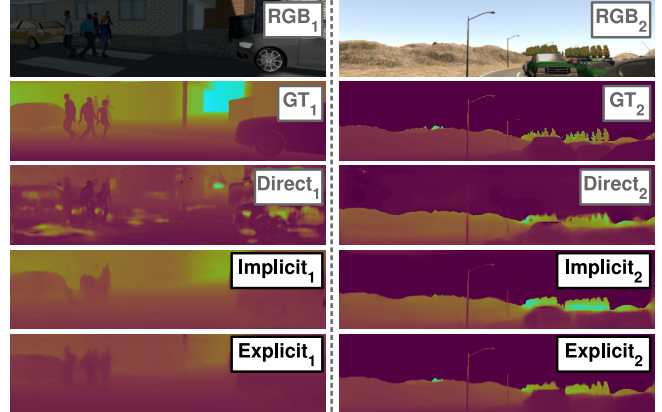 RGB₁
RGB₂
GT₁
GT₂
Direct₁
Direct₂
Implicit₁
Implicit₂
Explicit₁
Explicit₂